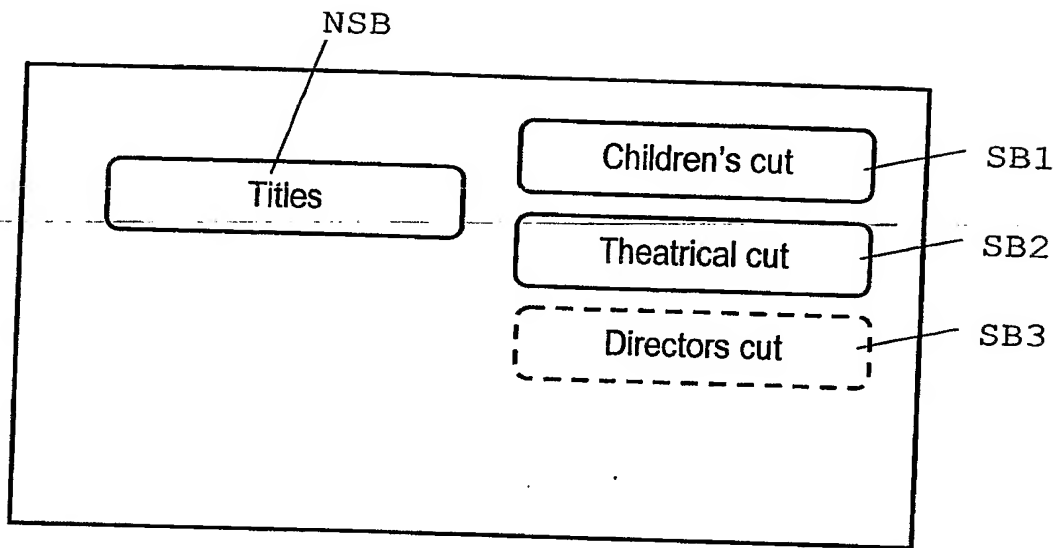 NSB
Titles
Children's cut
SB1
Theatrical cut
SB2
Directors cut
SB3